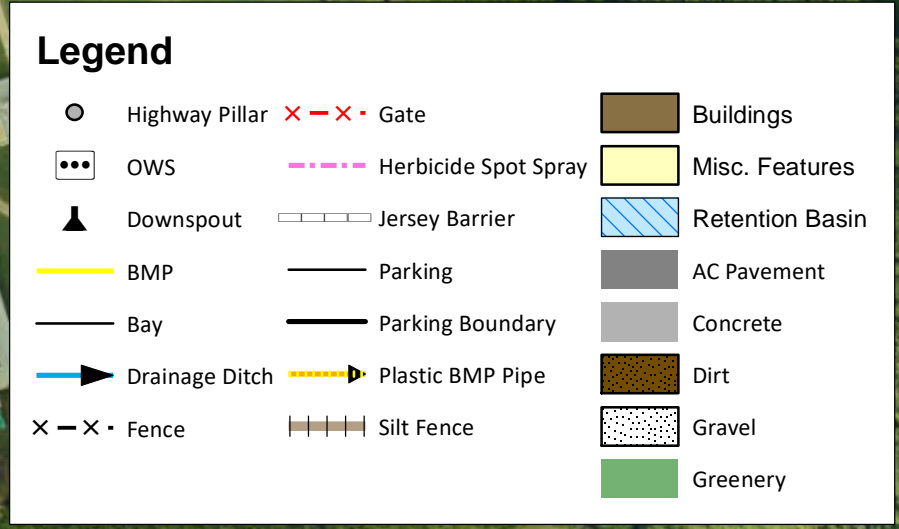 Legend
Highway Pillar
OWS
Downspout
BMP
Bay
Drainage Ditch
Fence
Gate
Herbicide Spot Spray
Jersey Barrier
Parking
Parking Boundary
Plastic BMP Pipe
Silt Fence
Buildings
Misc. Features
Retention Basin
AC Pavement
Concrete
Dirt
Gravel
Greenery